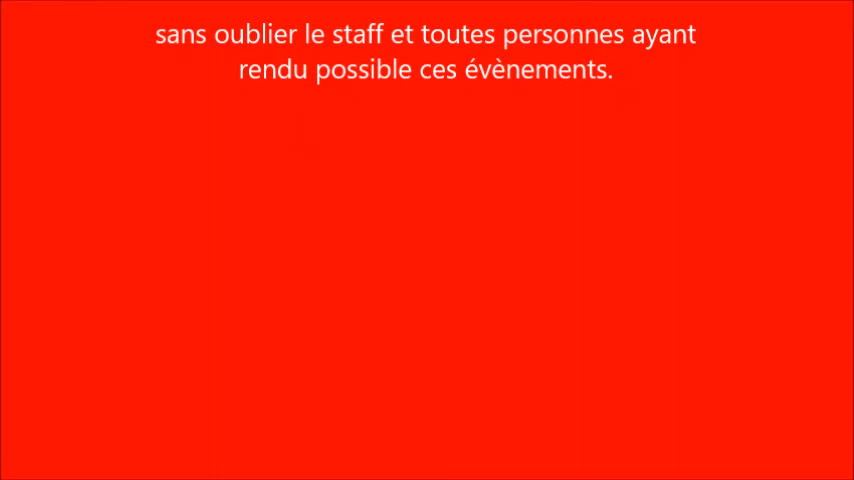 sans oublier le staff et toutes personnes ayant
rendu possible ces évènements.